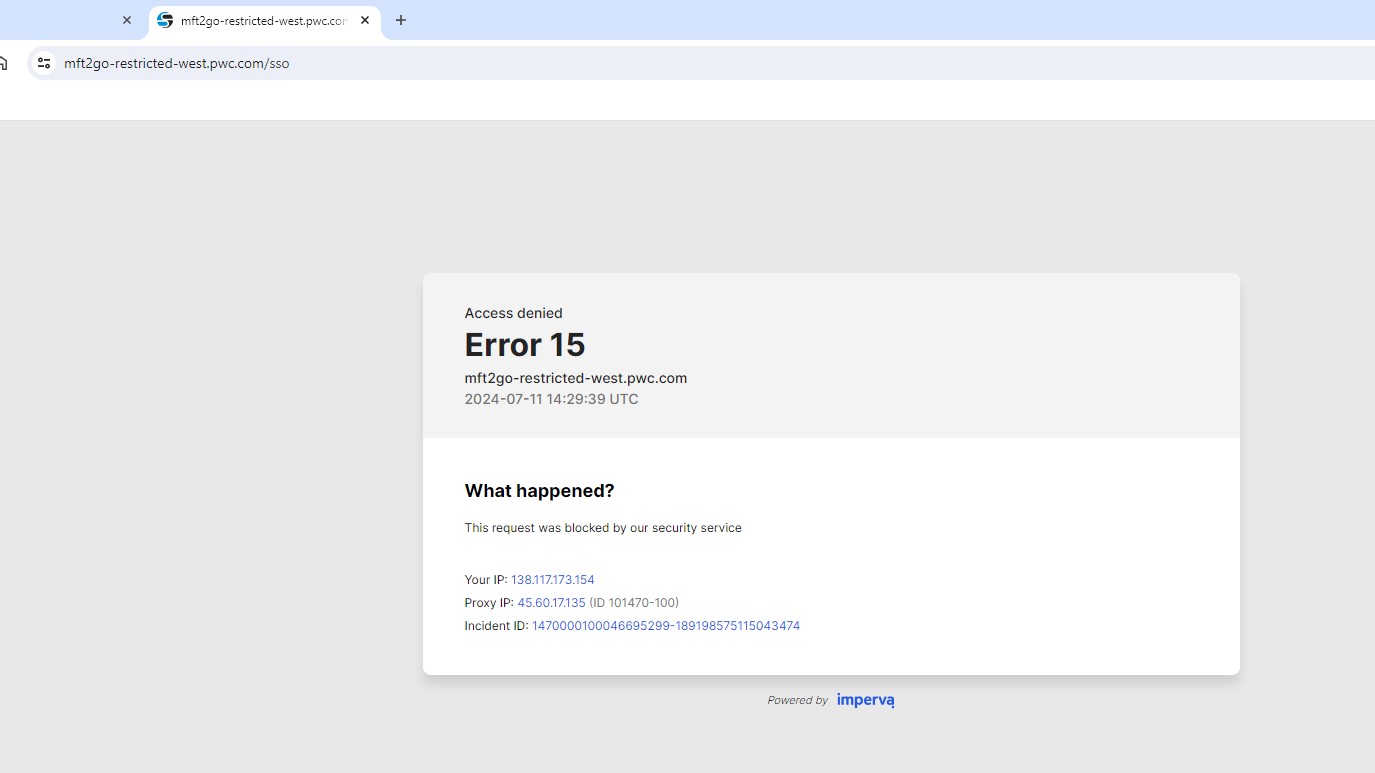 mft2go-restricted-west.pwc.com
mft2go-restricted-west.pwc.com/sso
Access denied
Error 15
mft2go-restricted-west.pwc.com
2024-07-11 14:29:39 UTC
What happened?
This request was blocked by our security service
Your IP: 138.117.173.154
Proxy IP: 45.60.17.135 (ID 101470-100)
Incident ID: 1470000100046695299-189198575115043474
Powered by imperva